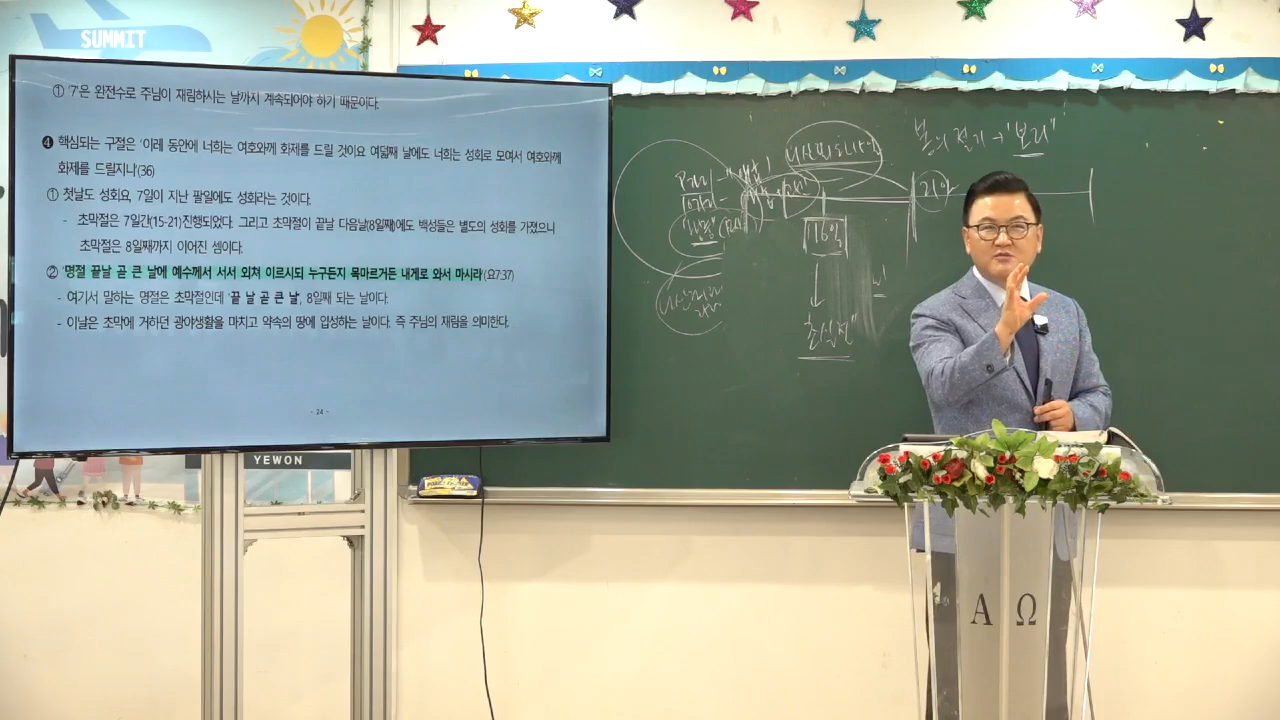 SUMMIT
① '7'은 완전수로 주님이 재림하시는 날까지 계속되어야 하기 때문이다.
❹ 핵심되는 구절은 '이레 동안에 너희는 여호와께 화제를 드릴 것이요 여덟째 날에도 너희는 성회로 모여서 여호와께
화제를 드릴지니'(36)
① 첫날도 성회요, 7일이 지난 팔일에도 성회라는 것이다.
- 초막절은 7일간(15-21)진행되었다. 그리고 초막절이 끝날 다음날(8일째)에도 백성들은 별도의 성회를 가졌으니
초막절은 8일째까지 이어진 셈이다.
② '명절 끝날 곧 큰 날에 예수께서 서서 외쳐 이르시되 누구든지 목마르거든 내게로 와서 마시라'(요7:37)
- 여기서 말하는 명절은 초막절인데 '끝 날 곧 큰 날', 8일째 되는 날이다.
- 이날은 초막에 거하던 광야생활을 마치고 약속의 땅에 입성하는 날이다. 즉 주님의 재림을 의미한다.
- 24 -
YEWON
봄의 절기 → "보리"
16일
초실절"
Α Ω